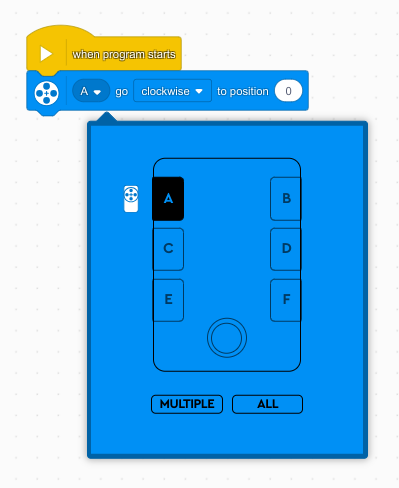 when program starts
A go clockwise to position 0
A B
C D
E F
MULTIPLE ALL